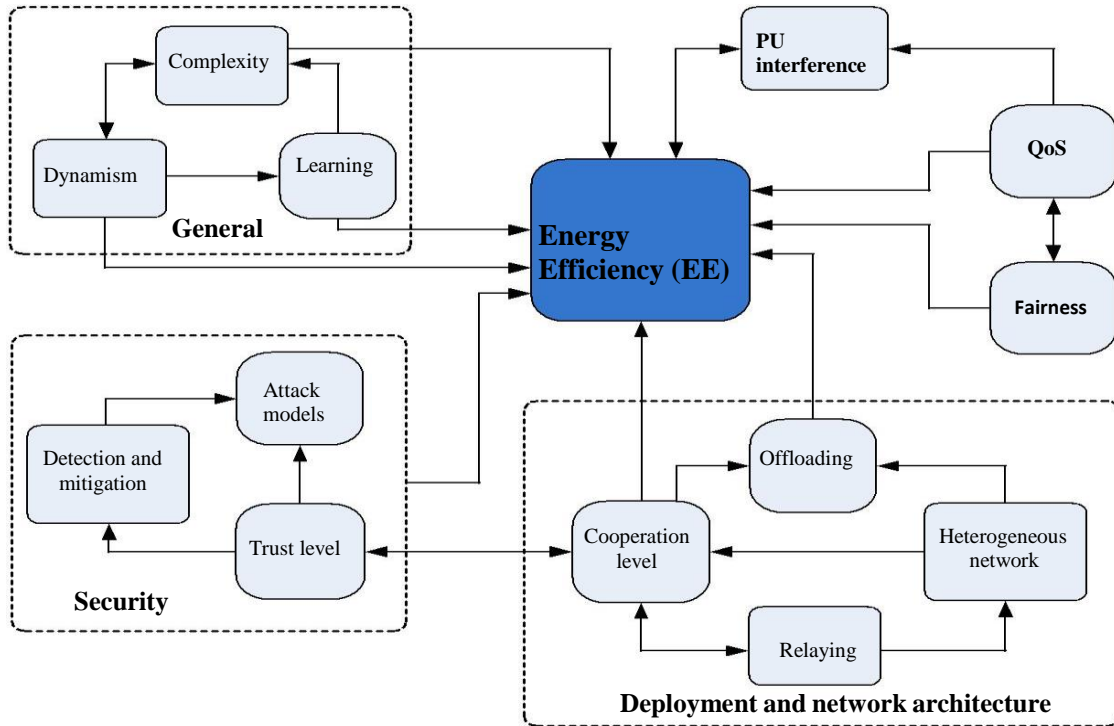 Complexity
Dynamism
Learning
General
PU
interference
QoS
Fairness
Energy
Efficiency (EE)
Attack
models
Detection and
mitigation
Trust level
Security
Offloading
Cooperation
level
Heterogeneous
network
Relaying
Deployment and network architecture